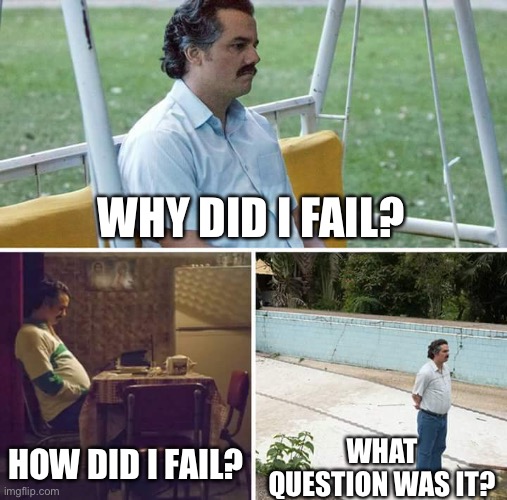 WHY DID I FAIL?
HOW DID I FAIL?
WHAT
QUESTION WAS IT?
imgflip.com